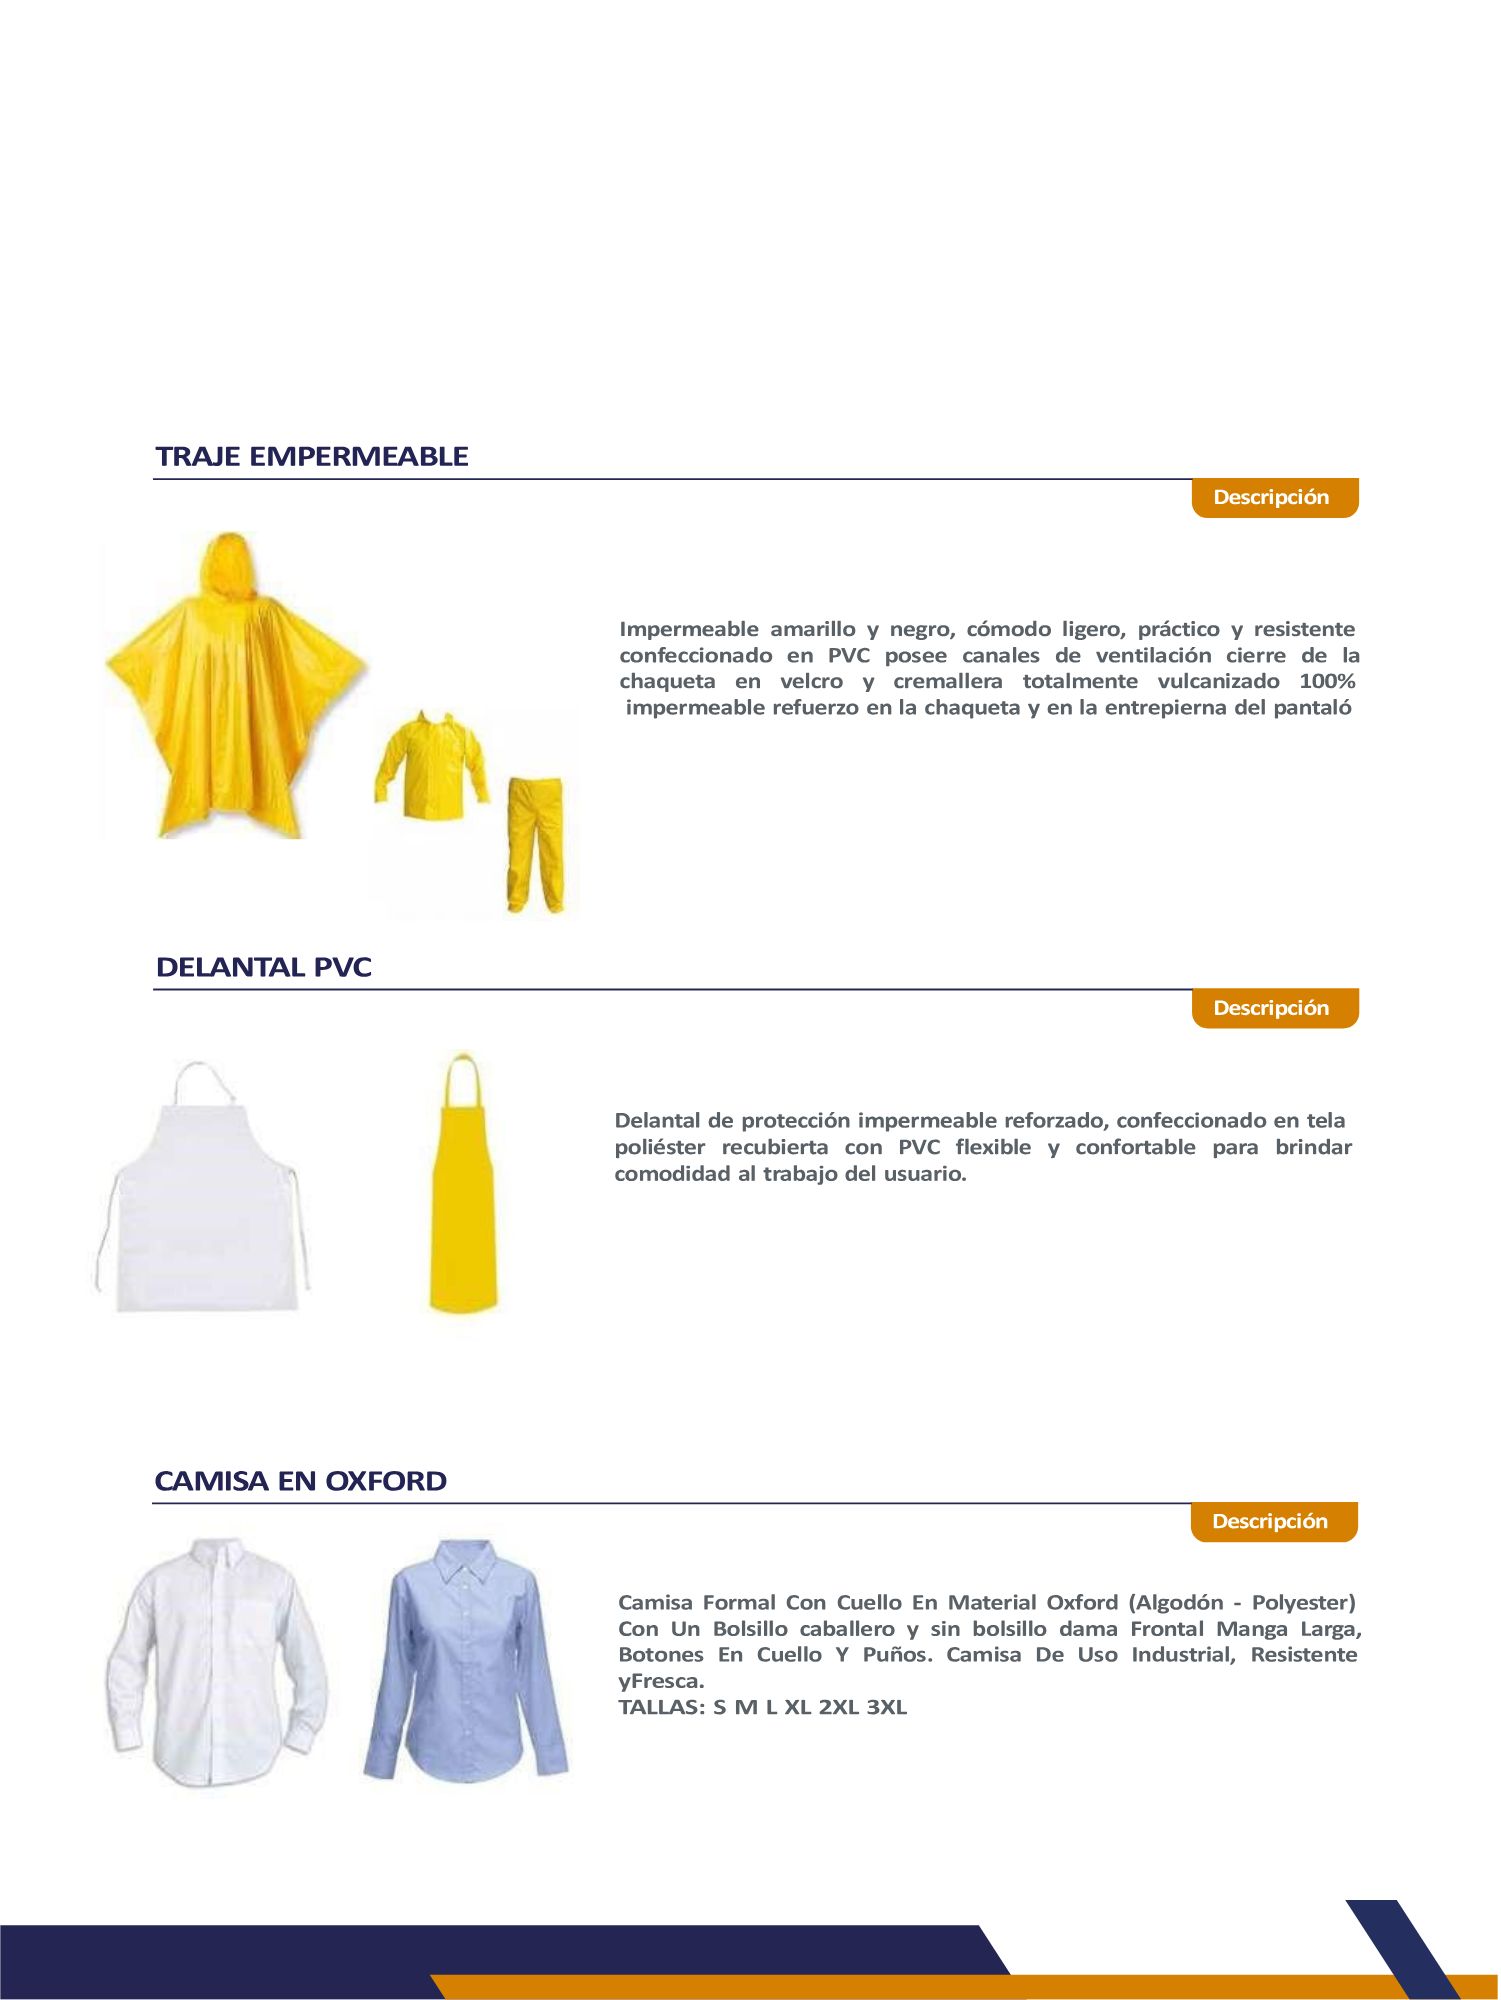 TRAJE EMPERMEABLE
Descripción
Impermeable amarillo y negro, cómodo ligero, práctico y resistente
confeccionado en PVC posee canales de ventilación cierre de la
chaqueta en velcro y cremallera totalmente vulcanizado 100%
impermeable refuerzo en la chaqueta y en la entrepierna del pantaló
DELANTAL PVC
Descripción
Delantal de protección impermeable reforzado, confeccionado en tela
poliéster recubierta con PVC flexible y confortable para brindar
comodidad al trabajo del usuario.
CAMISA EN OXFORD
Descripción
Camisa Formal Con Cuello En Material Oxford (Algodón - Polyester)
Con Un Bolsillo caballero y sin bolsillo dama Frontal Manga Larga,
Botones En Cuello Y Puños. Camisa De Uso Industrial, Resistente
yFresca.
TALLAS: S M L XL 2XL 3XL